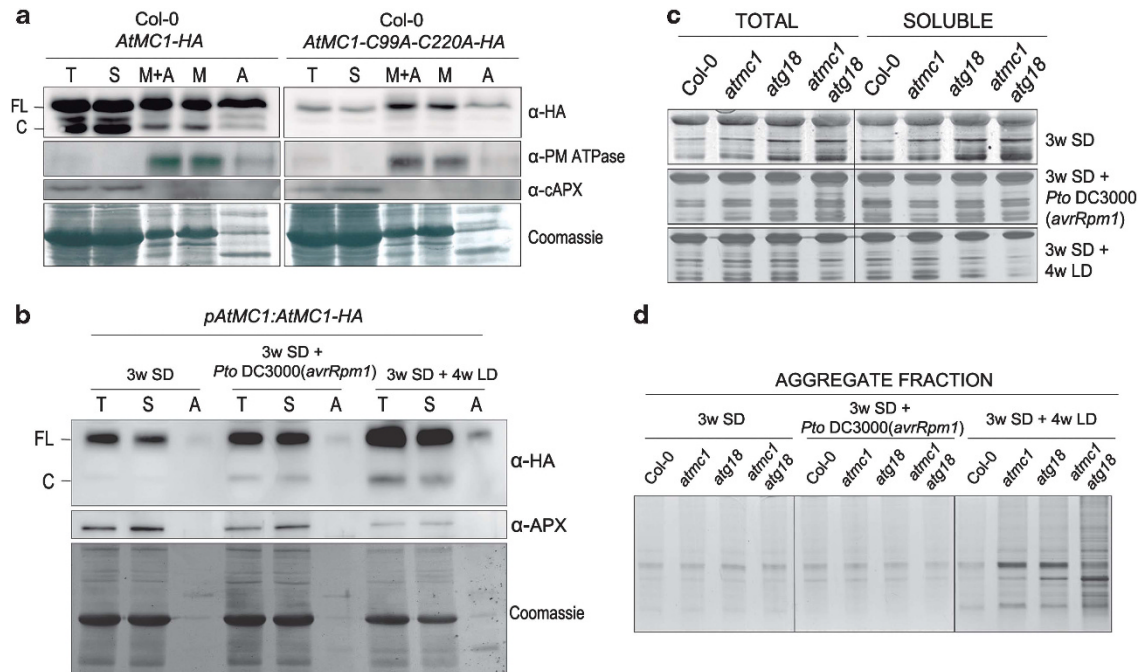 a
Col-0
AtMC1-HA
Col-0
AtMC1-C99A-C220A-HA
T S M+A M A
T S M+A M A
FL
C
α-HA
α-PM ATPase
α-cAPX
Coomassie
b
pAtMC1:AtMC1-HA
3w SD
3w SD +
Pto DC3000(avrRpm1)
3w SD + 4w LD
T S A T S A T S A
FL
C
α-HA
α-APX
Coomassie
c
TOTAL SOLUBLE
Col-0 atmc1 atg18 atmc1 atg18 Col-0 atmc1 atg18 atmc1 atg18
3w SD
3w SD +
Pto DC3000
(avrRpm1)
3w SD +
4w LD
d
AGGREGATE FRACTION
3w SD
3w SD +
Pto DC3000(avrRpm1)
3w SD + 4w LD
Col-0 atmc1 atg18 atmc1 atg18 Col-0 atmc1 atg18 atmc1 atg18 Col-0 atmc1 atg18 atmc1 atg18